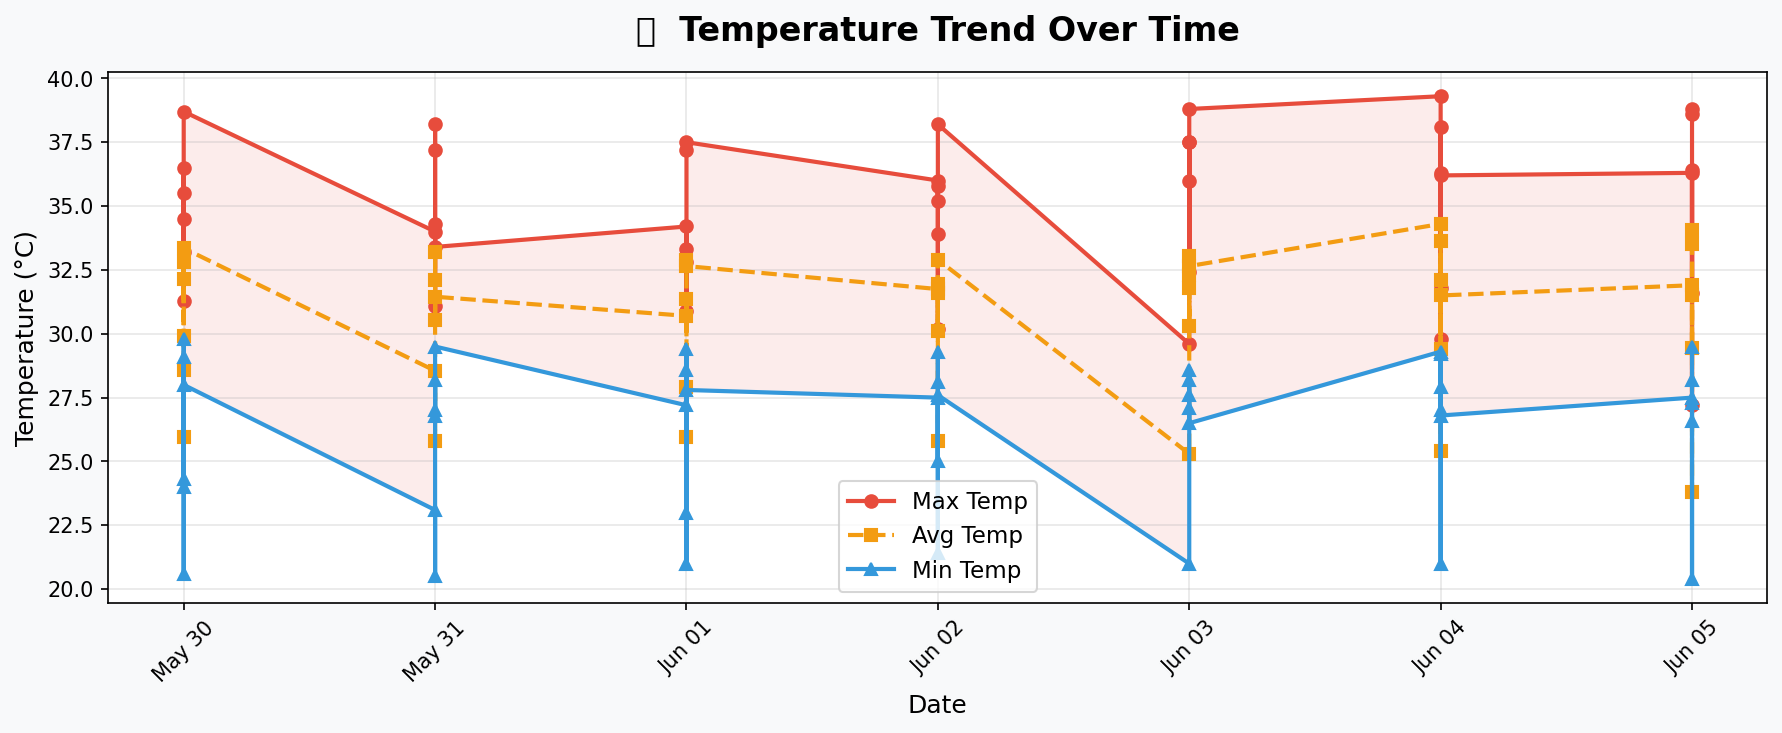 Temperature Trend Over Time
40.0
37.5
35.0
32.5
30.0
27.5
25.0
22.5
20.0
Temperature (°C)
Max Temp
Avg Temp
Min Temp
May 30
May 31
Jun 01
Jun 02
Jun 03
Jun 04
Jun 05
Date